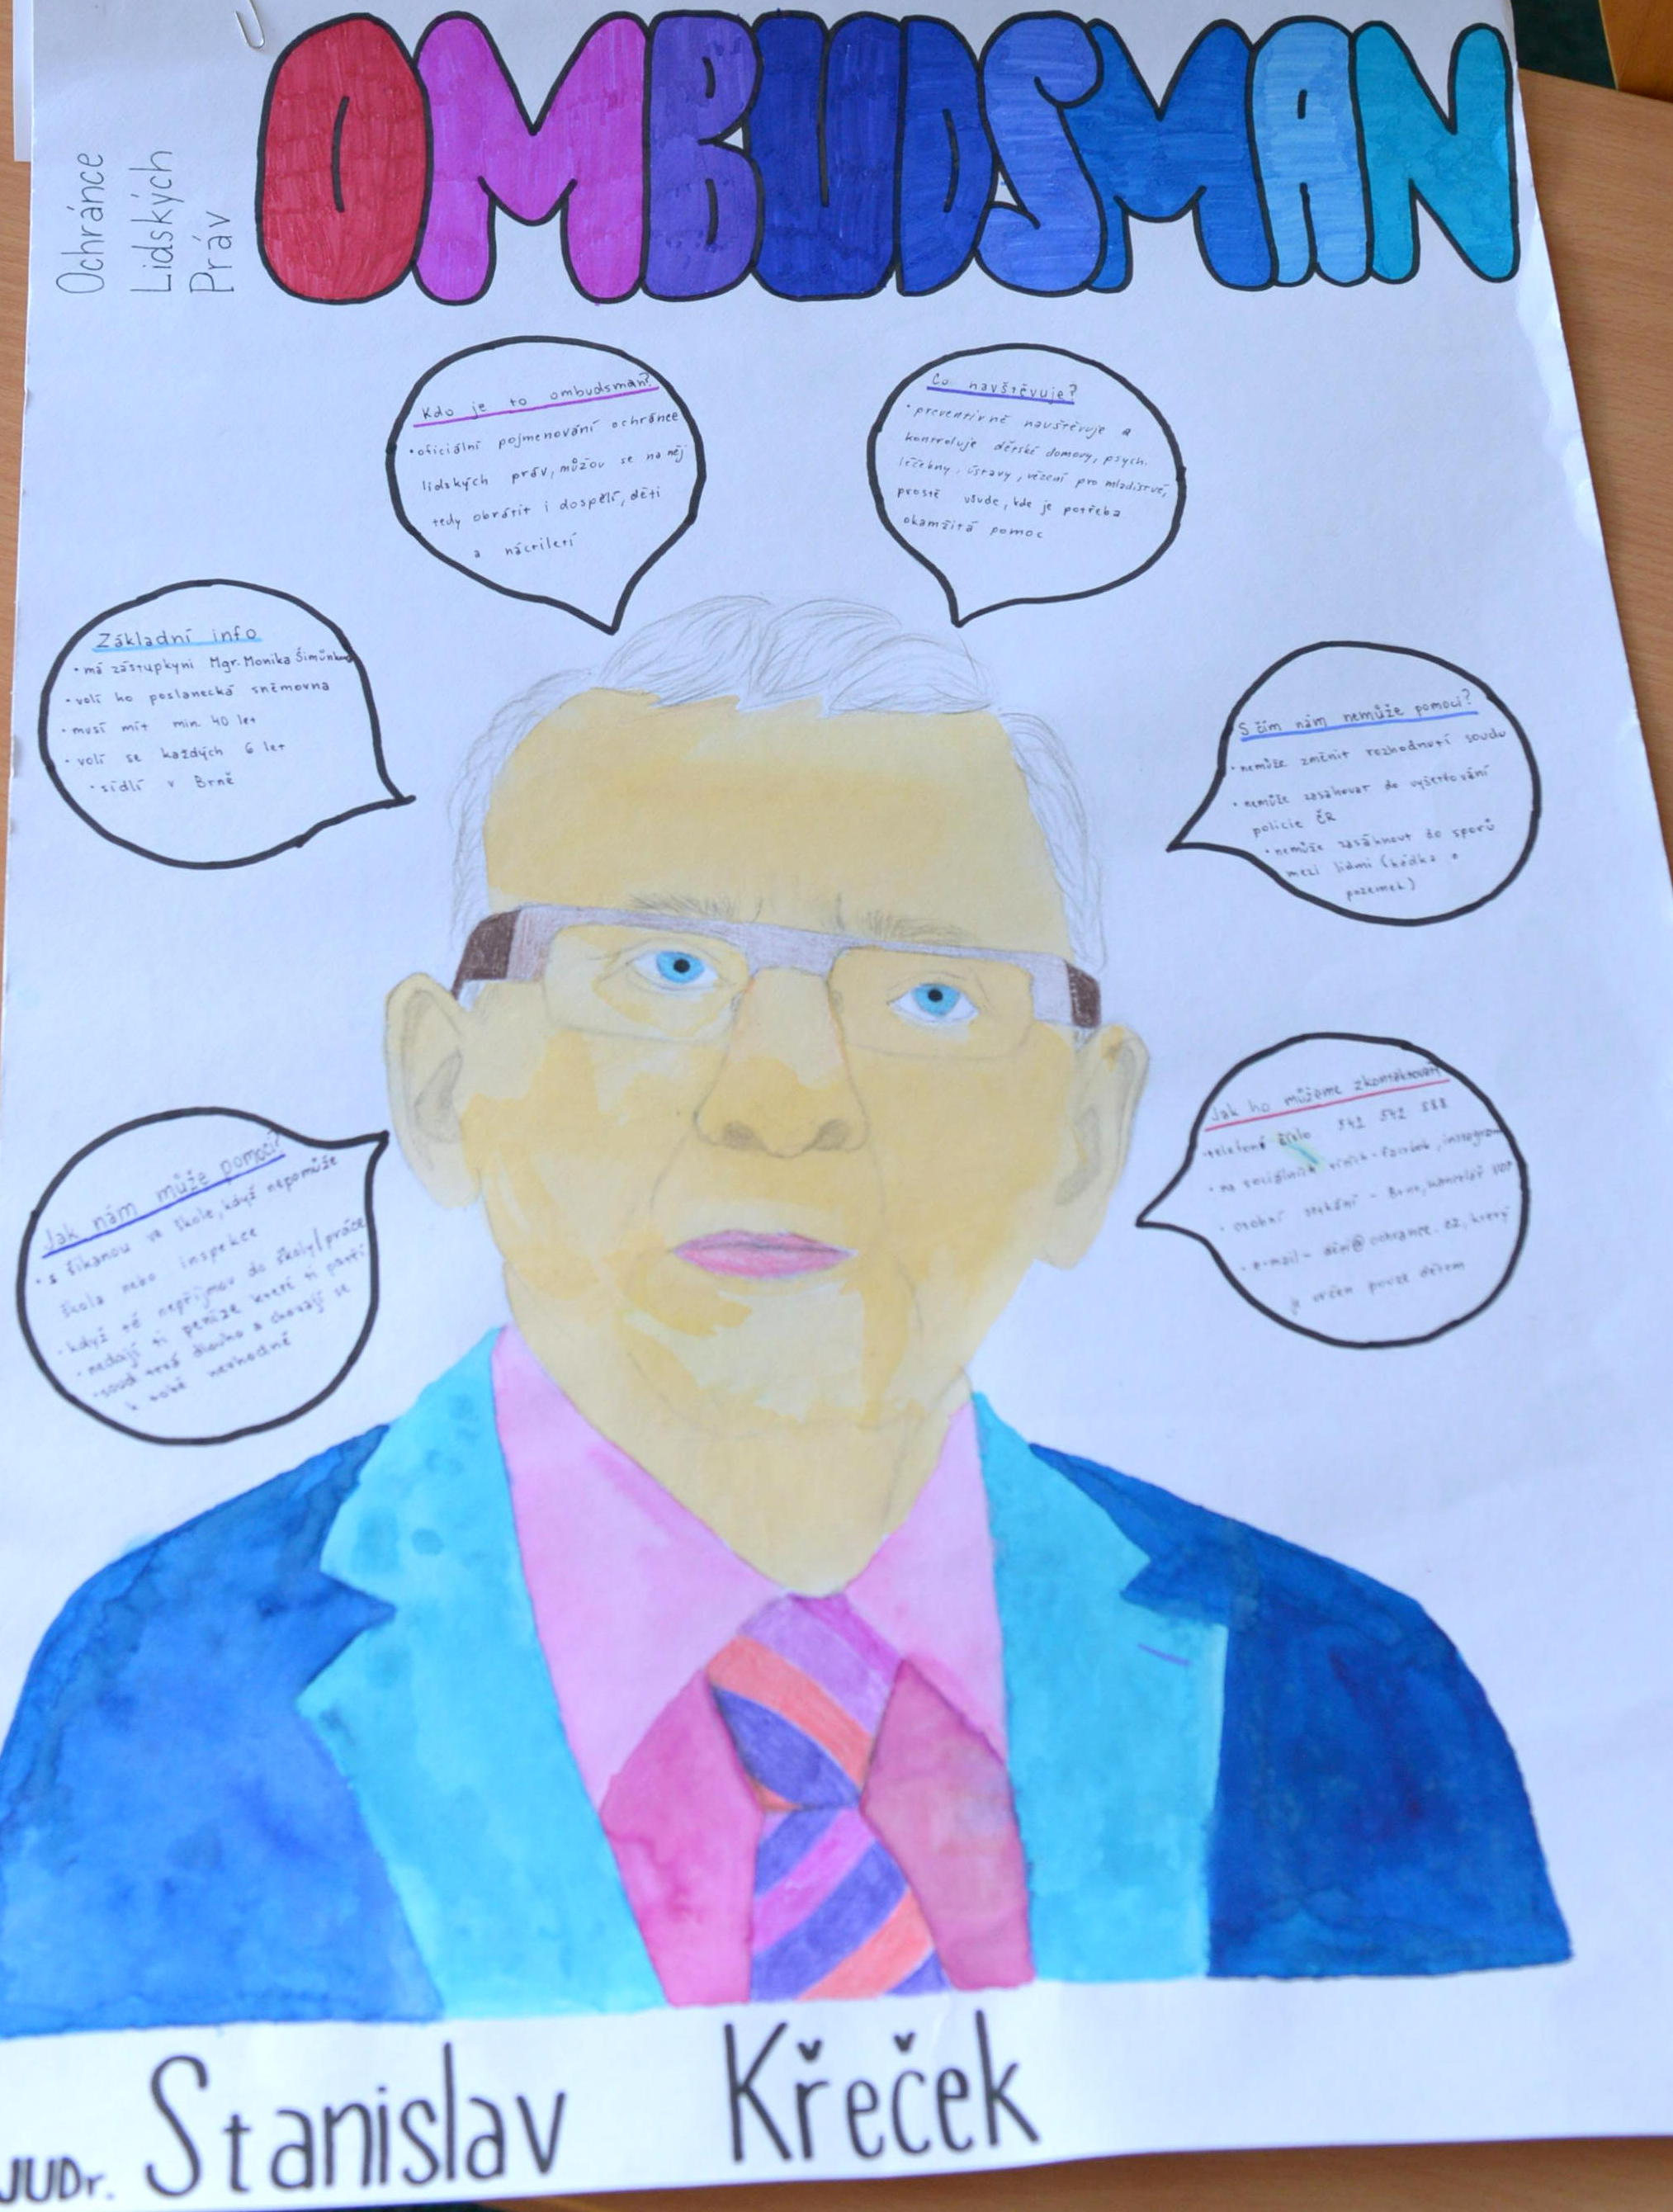 OMBUDSMAN
Ochránce
Lidských
Práv
Kdo je to ombudsman?
• oficiální pojmenování ochránce
lidských práv, můžou se na něj
tedy obrátit i dospělí, děti
a náctiletí
Co navštěvuje?
• preventivně navštěvuje a
kontroluje dětské domovy, psych.
léčebny, ústavy, vězení pro mladistvé,
prostě všude, kde je potřeba
okamžitá pomoc
Základní info
• má zástupkyni Mgr. Monika Šimůnkov
• volí ho poslanecká sněmovna
• musí mít min. 40 let
• volí se každých 6 let
• sídlí v Brně
S čím nám nemůže pomoci?
• nemůže změnit rozhodnutí soudu
• nemůže zasahovat do vyšetřování
policie ČR
• nemůže zasáhnout do sporů
mezi lidmi (hádka o
pozemek)
Jak nám může pomoci?
• s šikanou ve škole, když nepomůže
škola nebo inspekce
• když tě nepřijmou do školy/práce
• nedají ti peníze které ti patří
• soud trvá dlouho a chovají se
k tobě nevhodně
Jak ho můžeme zkontaktovat?
• telefonní číslo 542 542 888
• na sociálních sítích - facebook, instagram
• osobní setkání - Brno, kancelář VOP
• e-mail - deti@ochrance.cz, který
je určen pouze dětem
JUDr. Stanislav Křeček